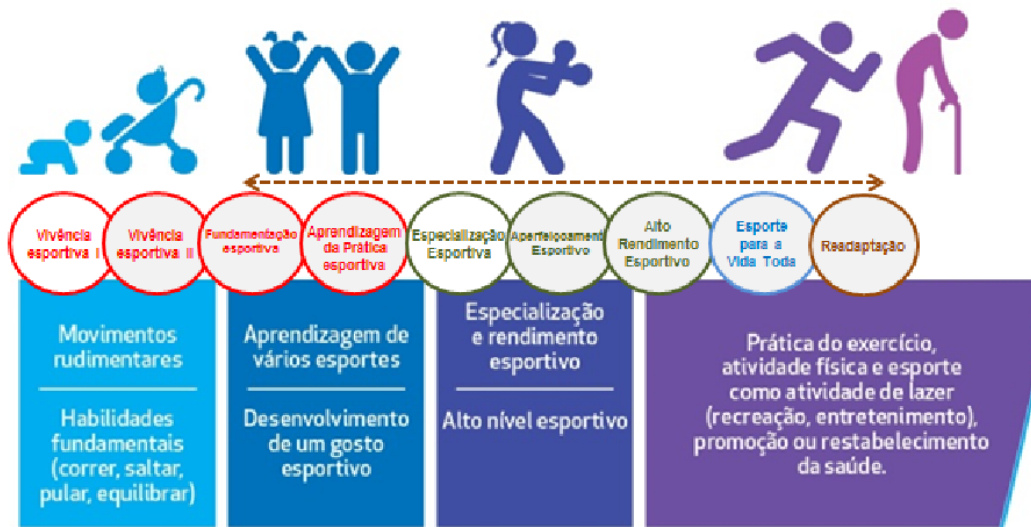 Vivência
esportiva I
Vivência
esportiva II
Fundamentação
esportiva
Aprendizagem
da Prática
esportiva
Especialização
Esportiva
Aperfeiçoament
Esportivo
Alto
Rendimento
Esportivo
Esporte
para a
Vida Toda
Readaptação
Movimentos
rudimentares
Habilidades
fundamentais
(correr, saltar,
pular, equilibrar)
Aprendizagem de
vários esportes
Desenvolvimento
de um gosto
esportivo
Especialização
e rendimento
esportivo
Alto nível esportivo
Prática do exercício,
atividade física e esporte
como atividade de lazer
(recreação, entretenimento),
promoção ou restabelecimento
da saúde.